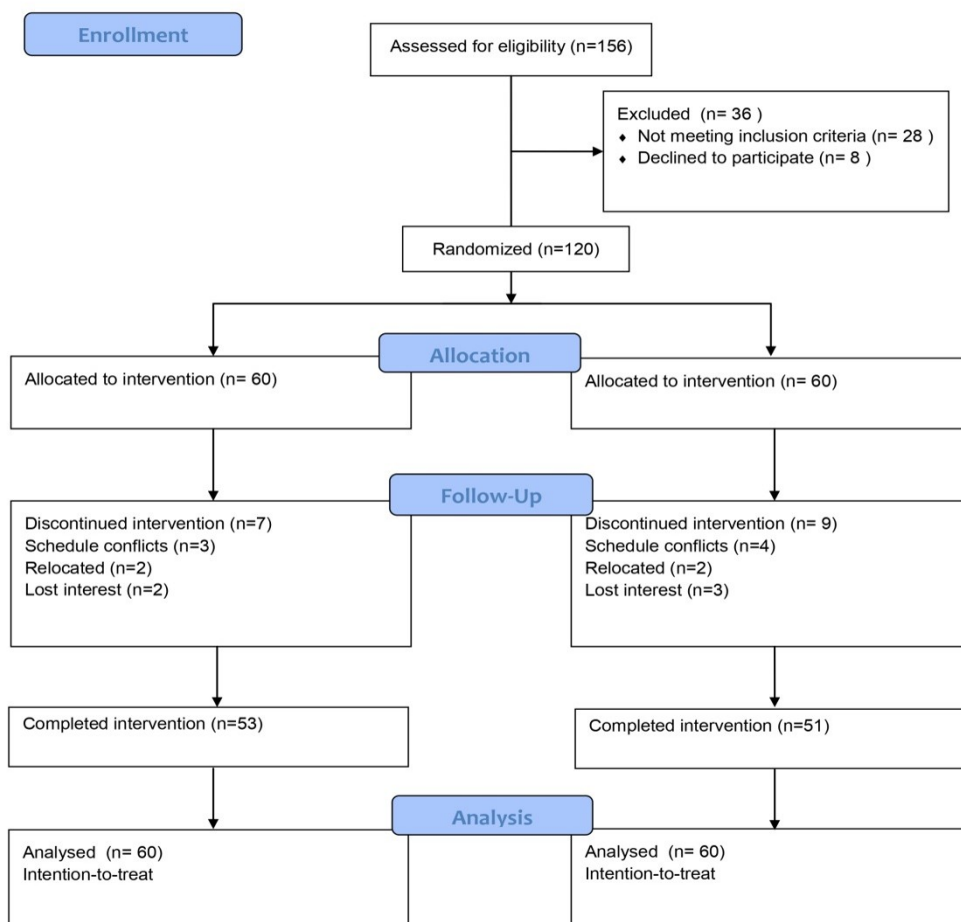 Enrollment
Assessed for eligibility (n=156)
Excluded (n= 36 )
♦ Not meeting inclusion criteria (n= 28 )
♦ Declined to participate (n= 8 )
Randomized (n=120)
Allocation
Allocated to intervention (n= 60)
Allocated to intervention (n= 60)
Follow-Up
Discontinued intervention (n=7)
Schedule conflicts (n=3)
Relocated (n=2)
Lost interest (n=2)
Discontinued intervention (n= 9)
Schedule conflicts (n=4)
Relocated (n=2)
Lost interest (n=3)
Completed intervention (n=53)
Completed intervention (n=51)
Analysis
Analysed (n= 60)
Intention-to-treat
Analysed (n= 60)
Intention-to-treat